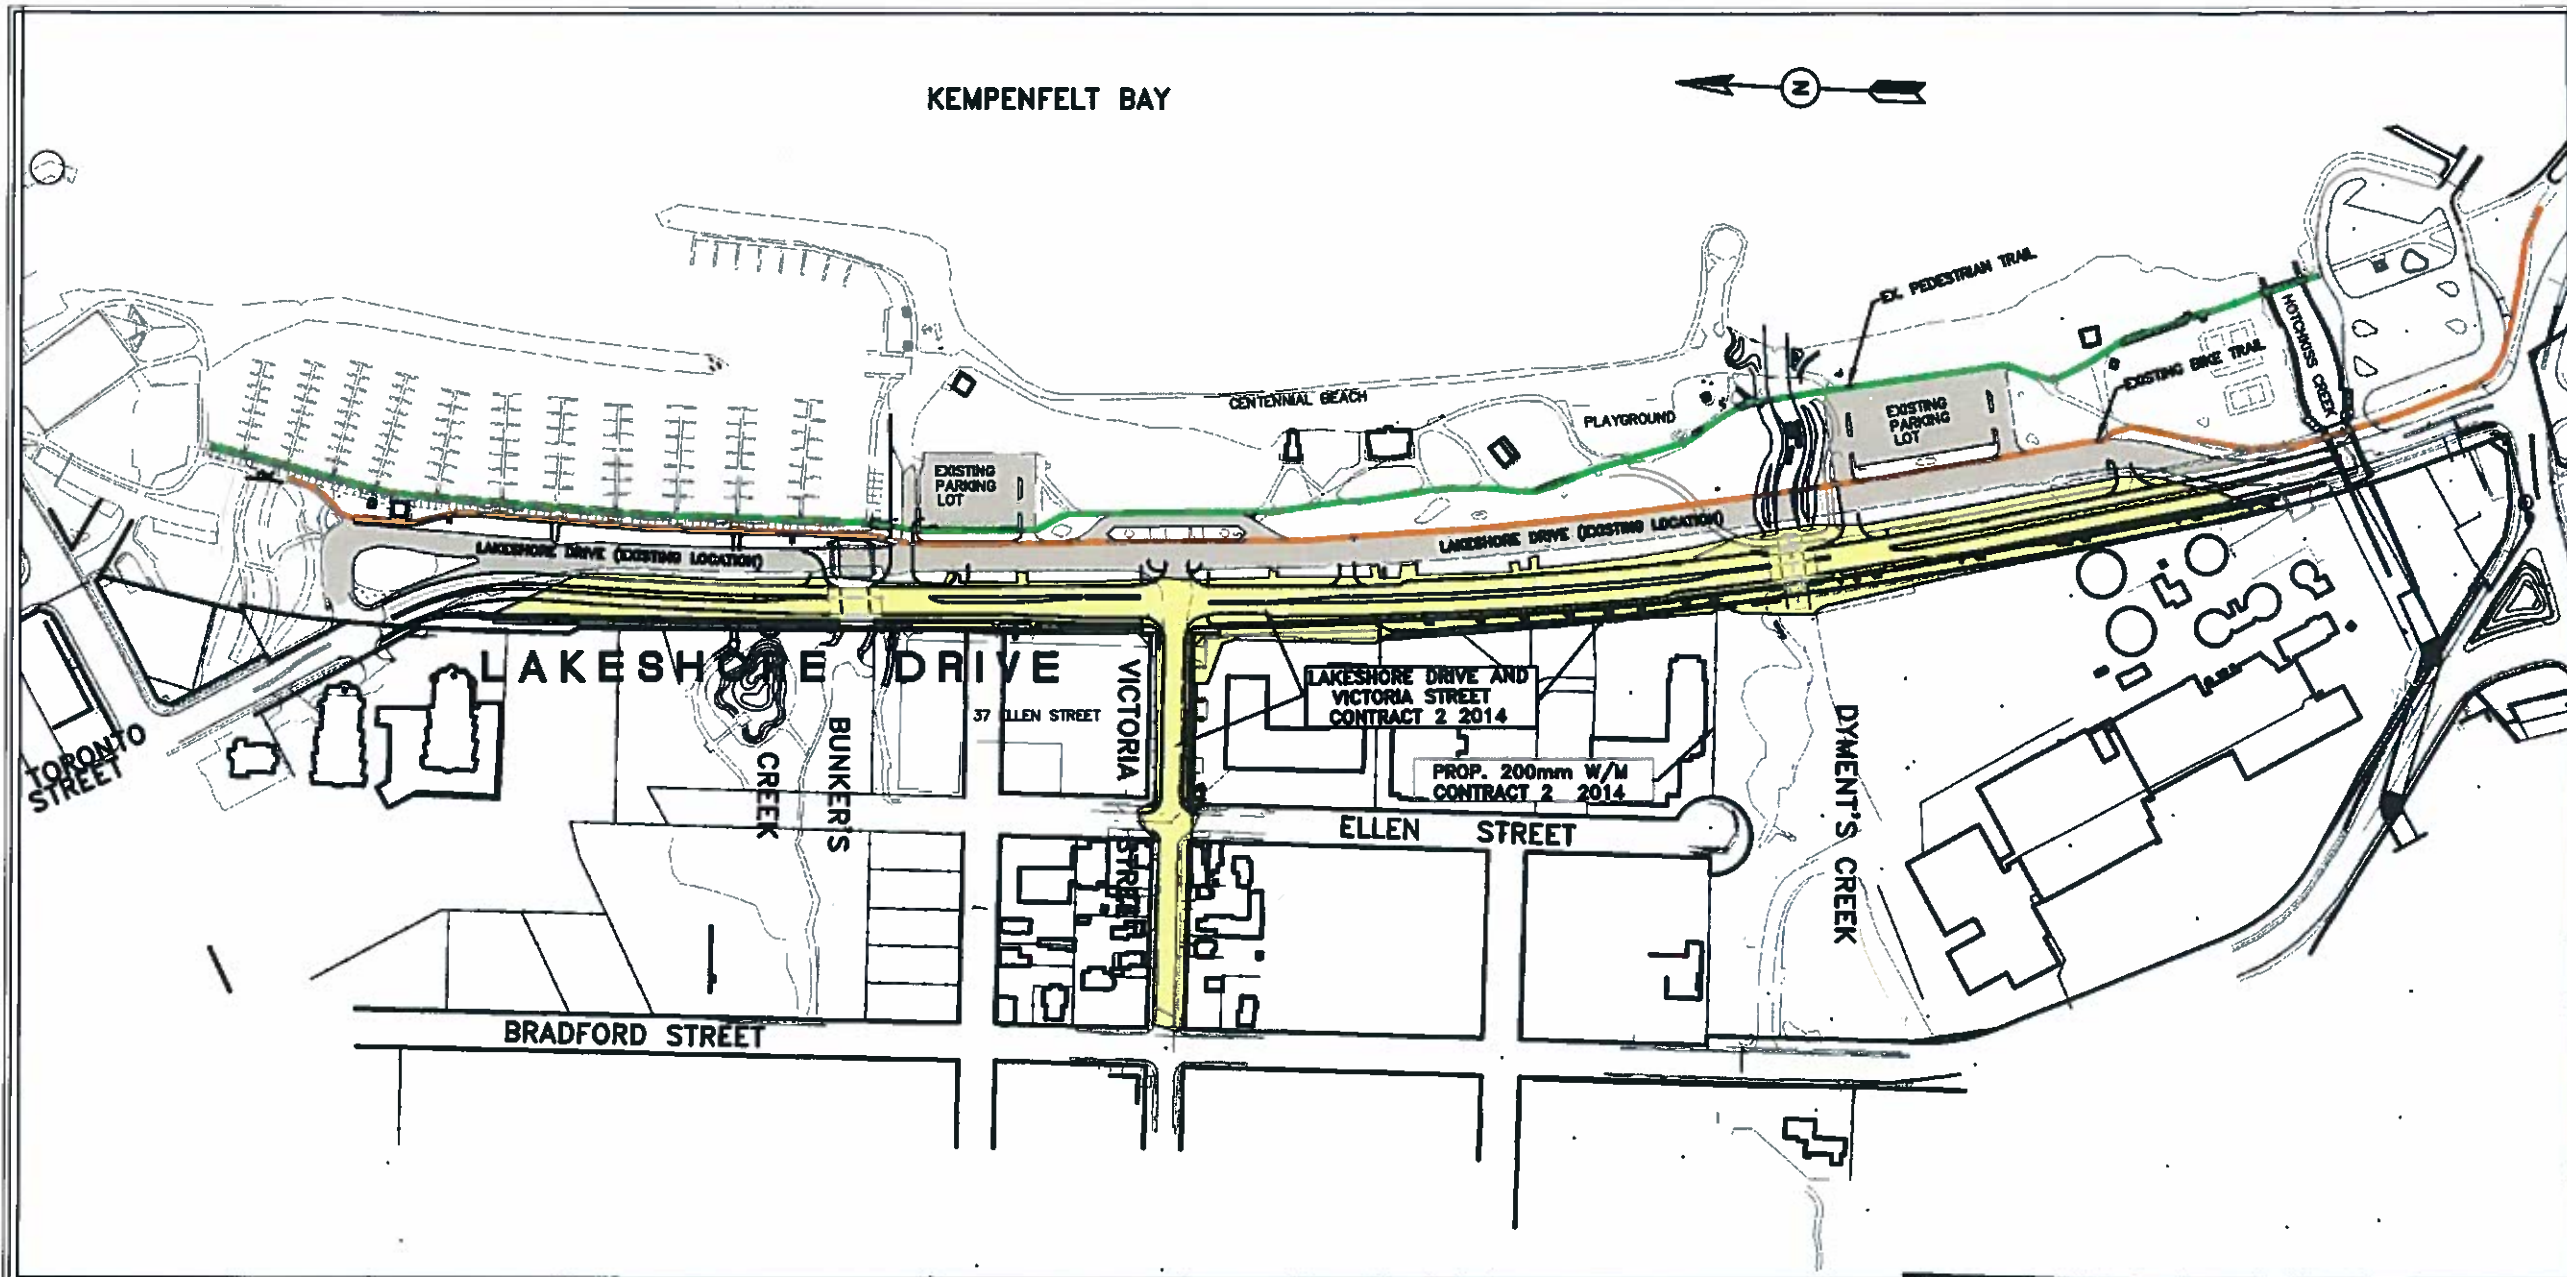 KEMPENFELT BAY
N
EX. PEDESTRIAN TRAIL
HOTCHKISS CREEK
EXISTING BIKE TRAIL
CENTENNIAL BEACH
PLAYGROUND
EXISTING
PARKING
LOT
EXISTING
PARKING
LOT
LAKESHORE DRIVE (EXISTING LOCATION)
LAKESHORE DRIVE (EXISTING LOCATION)
LAKESHORE DRIVE
LAKESHORE DRIVE AND
VICTORIA STREET
CONTRACT 2 2014
37 ELLEN STREET
VICTORIA STREET
BUNKER'S
CREEK
TORONTO
STREET
PROP. 200mm W/M
CONTRACT 2 2014
ELLEN STREET
DYMENT'S CREEK
BRADFORD STREET